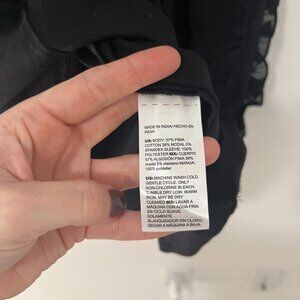 MADE IN INDIA/HECHO EN
INDIA
US: BODY: 57% PIMA
COTTON 38% MODAL 5%
SPANDEX SLEEVE: 100%
POLYESTER MX: CUERPO:
57% ALGODÓN PIMA 38%
modal 5% elastano MANGA:
100% poliéster
US: MACHINE WASH COLD,
GENTLE CYCLE. ONLY
NON-CHLORINE BLEACH,
TUMBLE DRY LOW. IRON
WARM, MAY BE DRY
CLEANED MX: LAVAR A
MAQUINA CON AGUA FRIA
EN CICLO SUAVE.
SOLAMENTE
BLANQUEADOR SIN CLORO.
SECAR EN
MAQUINA A BAJA